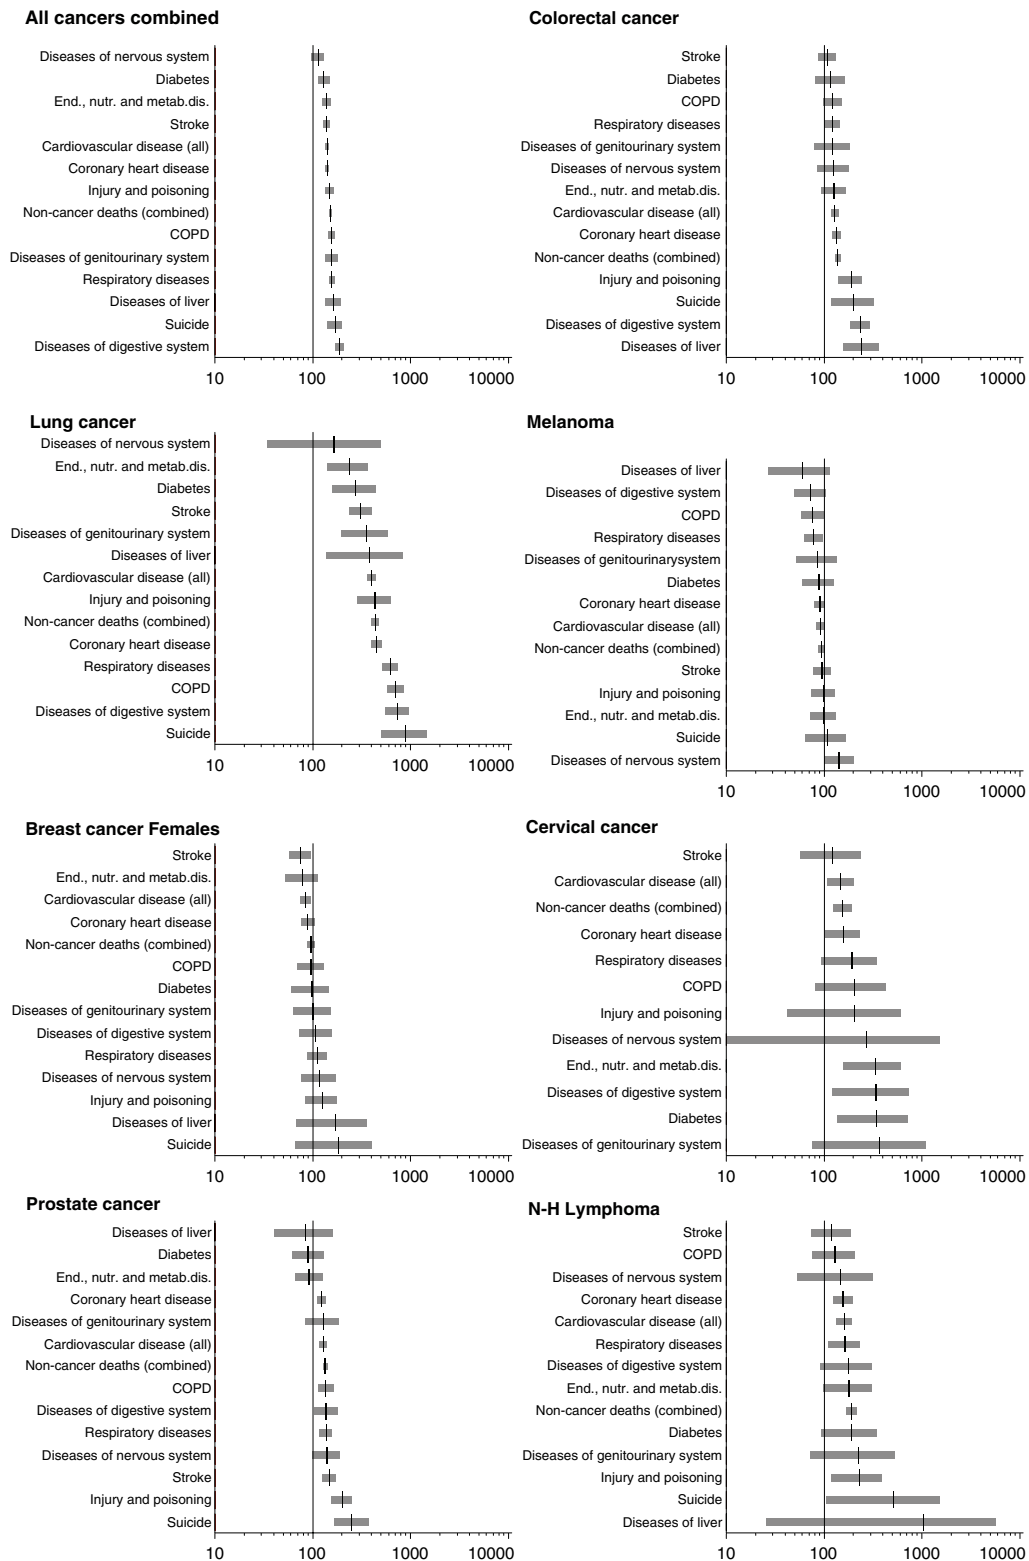 All cancers combined
Diseases of nervous system
Diabetes
End., nutr. and metab.dis.
Stroke
Cardiovascular disease (all)
Coronary heart disease
Injury and poisoning
Non-cancer deaths (combined)
COPD
Diseases of genitourinary system
Respiratory diseases
Diseases of liver
Suicide
Diseases of digestive system
10 100 1000 10000
Colorectal cancer
Stroke
Diabetes
COPD
Respiratory diseases
Diseases of genitourinary system
Diseases of nervous system
End., nutr. and metab.dis.
Cardiovascular disease (all)
Coronary heart disease
Non-cancer deaths (combined)
Injury and poisoning
Suicide
Diseases of digestive system
Diseases of liver
10 100 1000 10000
Lung cancer
Diseases of nervous system
End., nutr. and metab.dis.
Diabetes
Stroke
Diseases of genitourinary system
Diseases of liver
Cardiovascular disease (all)
Injury and poisoning
Non-cancer deaths (combined)
Coronary heart disease
Respiratory diseases
COPD
Diseases of digestive system
Suicide
10 100 1000 10000
Melanoma
Diseases of liver
Diseases of digestive system
COPD
Respiratory diseases
Diseases of genitourinarysystem
Diabetes
Coronary heart disease
Cardiovascular disease (all)
Non-cancer deaths (combined)
Stroke
Injury and poisoning
End., nutr. and metab.dis.
Suicide
Diseases of nervous system
10 100 1000 10000
Breast cancer Females
Stroke
End., nutr. and metab.dis.
Cardiovascular disease (all)
Coronary heart disease
Non-cancer deaths (combined)
COPD
Diabetes
Diseases of genitourinary system
Diseases of digestive system
Respiratory diseases
Diseases of nervous system
Injury and poisoning
Diseases of liver
Suicide
10 100 1000 10000
Cervical cancer
Stroke
Cardiovascular disease (all)
Non-cancer deaths (combined)
Coronary heart disease
Respiratory diseases
COPD
Injury and poisoning
Diseases of nervous system
End., nutr. and metab.dis.
Diseases of digestive system
Diabetes
Diseases of genitourinary system
10 100 1000 10000
Prostate cancer
Diseases of liver
Diabetes
End., nutr. and metab.dis.
Coronary heart disease
Diseases of genitourinary system
Cardiovascular disease (all)
Non-cancer deaths (combined)
COPD
Diseases of digestive system
Respiratory diseases
Diseases of nervous system
Stroke
Injury and poisoning
Suicide
10 100 1000 10000
N-H Lymphoma
Stroke
COPD
Diseases of nervous system
Coronary heart disease
Cardiovascular disease (all)
Respiratory diseases
Diseases of digestive system
End., nutr. and metab.dis.
Non-cancer deaths (combined)
Diabetes
Diseases of genitourinary system
Injury and poisoning
Suicide
Diseases of liver
10 100 1000 10000